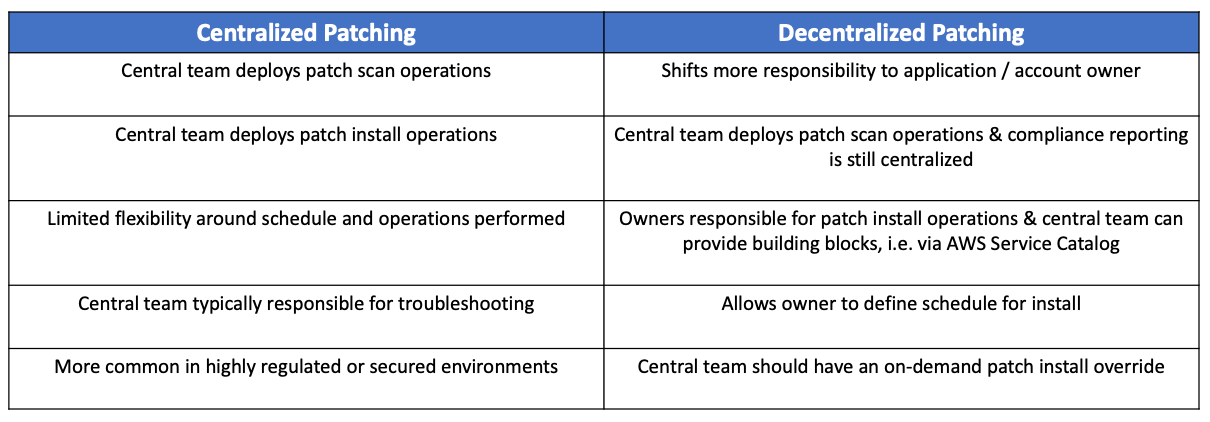 Centralized Patching
Decentralized Patching
Central team deploys patch scan operations
Shifts more responsibility to application / account owner
Central team deploys patch install operations
Central team deploys patch scan operations & compliance reporting
is still centralized
Limited flexibility around schedule and operations performed
Owners responsible for patch install operations & central team can
provide building blocks, i.e. via AWS Service Catalog
Central team typically responsible for troubleshooting
Allows owner to define schedule for install
More common in highly regulated or secured environments
Central team should have an on-demand patch install override